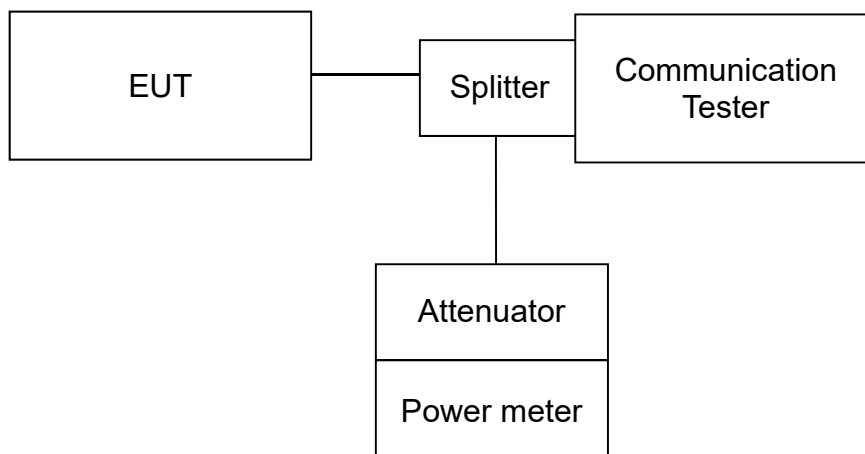 EUT
Splitter
Communication
Tester
Attenuator
Power meter